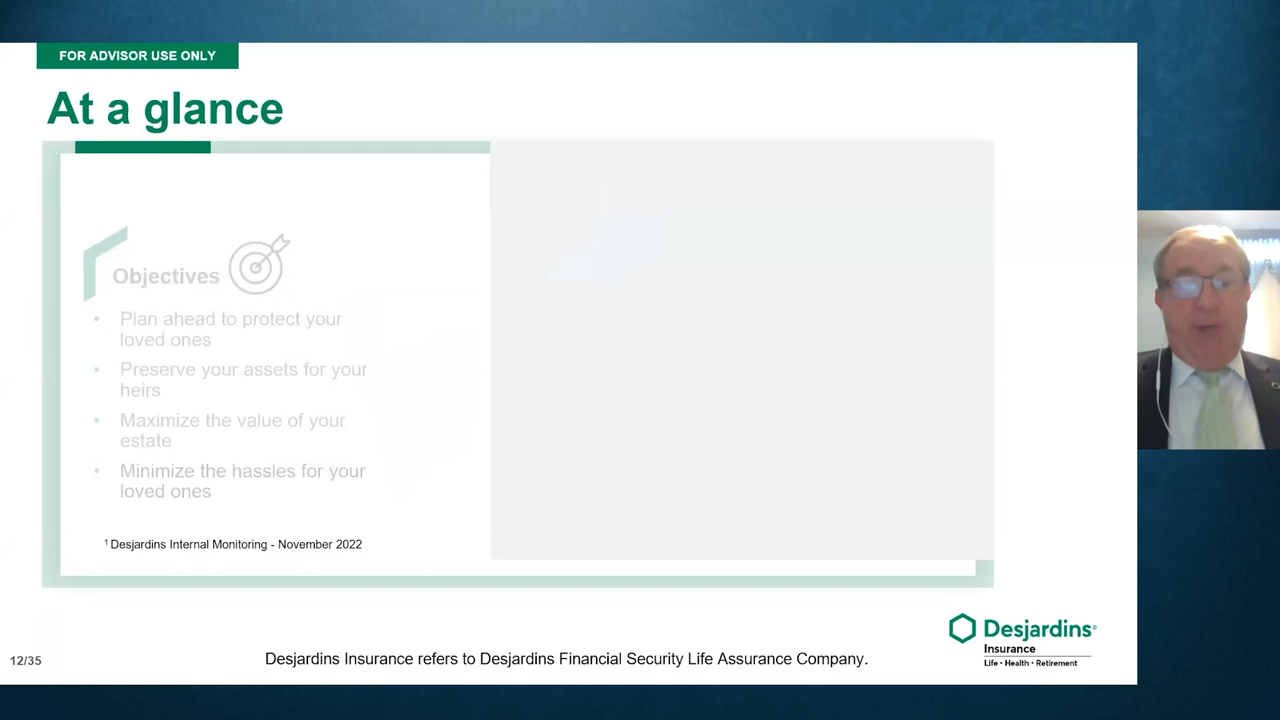 FOR ADVISOR USE ONLY
At a glance
Objectives
• Plan ahead to protect your
loved ones
• Preserve your assets for your
heirs
• Maximize the value of your
estate
• Minimize the hassles for your
loved ones
¹ Desjardins Internal Monitoring - November 2022
12/35
Desjardins Insurance refers to Desjardins Financial Security Life Assurance Company.
Desjardins®
Insurance
Life • Health • Retirement